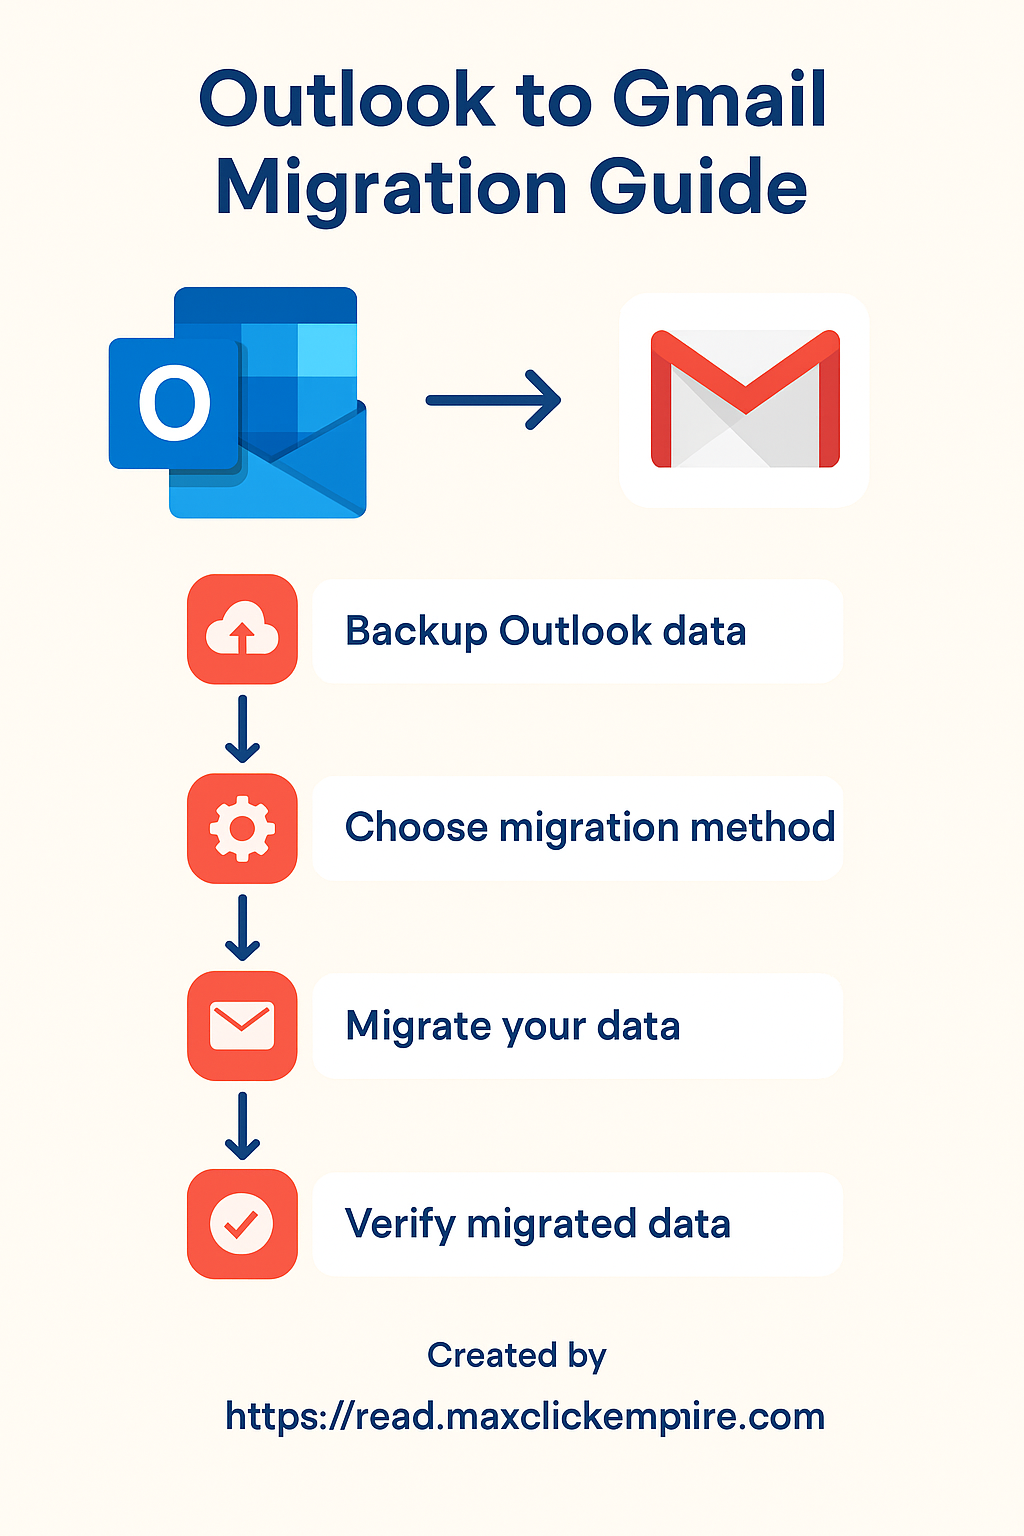 Outlook to Gmail
Migration Guide
O
Backup Outlook data
Choose migration method
Migrate your data
Verify migrated data
Created by
https://read.maxclickempire.com